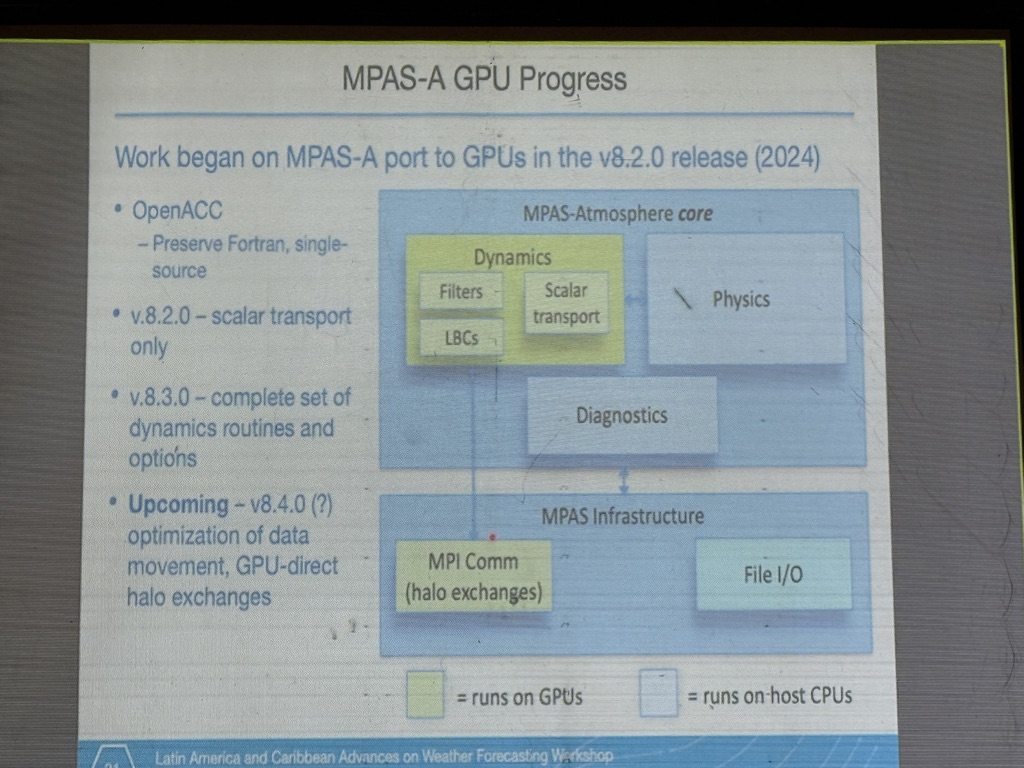 MPAS-A GPU Progress
Work began on MPAS-A port to GPUs in the v8.2.0 release (2024)
• OpenACC
– Preserve Fortran, single-
source
• v.8.2.0 – scalar transport
only
• v.8.3.0 – complete set of
dynamics routines and
options
• Upcoming – v8.4.0 (?)
optimization of data
movement, GPU-direct
halo exchanges
MPAS-Atmosphere core
Dynamics
Filters
LBCs
Scalar
transport
Physics
Diagnostics
MPAS Infrastructure
MPI Comm
(halo exchanges)
File I/O
= runs on GPUs
= runs on host CPUs
Latin America and Caribbean Advances on Weather Forecasting Workshop